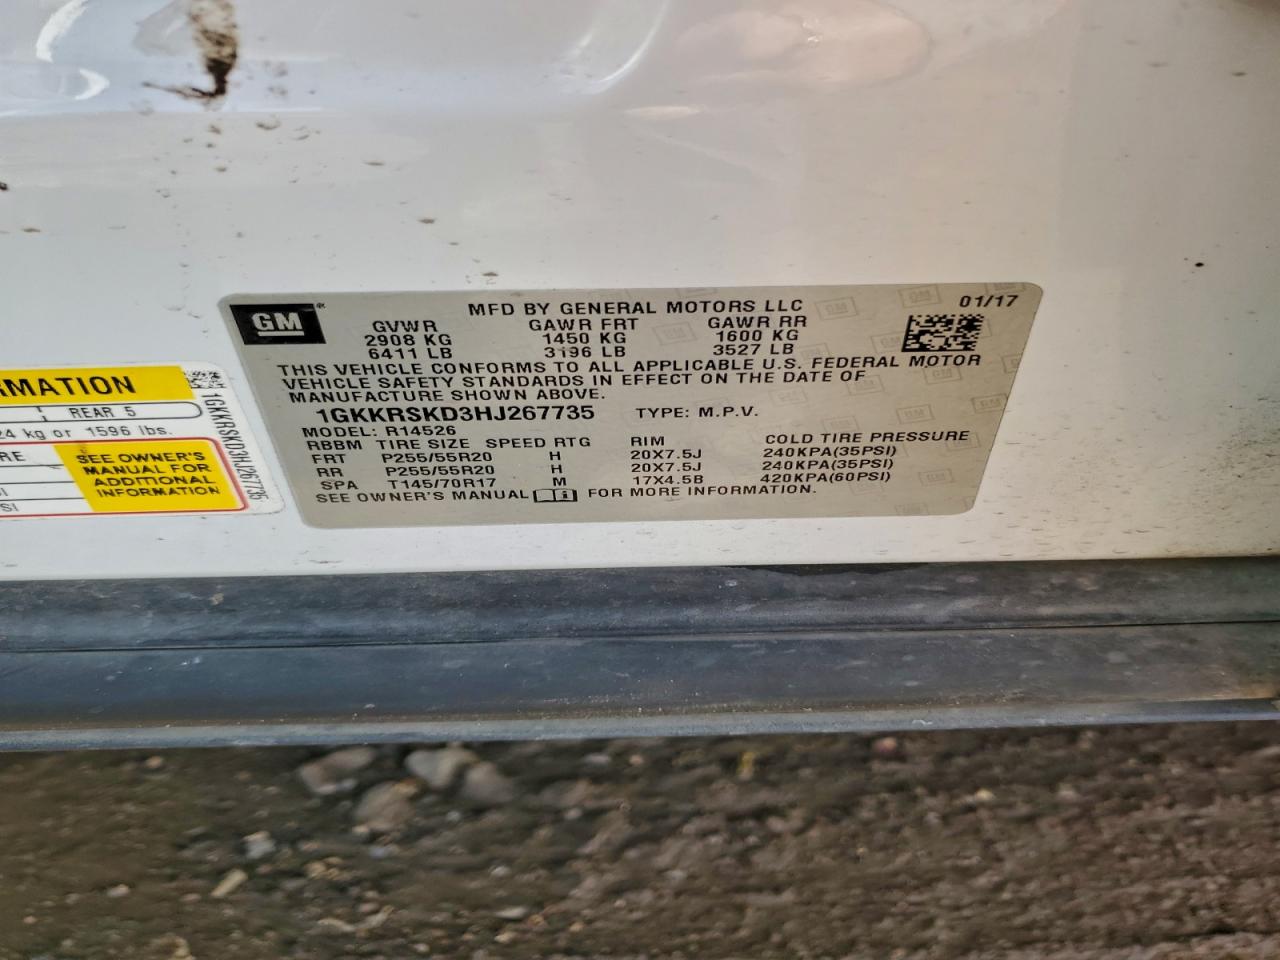 GM
MFD BY GENERAL MOTORS LLC 01/17
GVWR GAWR FRT GAWR RR
2908 KG 1450 KG 1600 KG
6411 LB 3196 LB 3527 LB
THIS VEHICLE CONFORMS TO ALL APPLICABLE U.S. FEDERAL MOTOR
VEHICLE SAFETY STANDARDS IN EFFECT ON THE DATE OF
MANUFACTURE SHOWN ABOVE.
1GKKRSKD3HJ267735 TYPE: M.P.V.
MODEL: R14526
RBBM TIRE SIZE SPEED RTG RIM COLD TIRE PRESSURE
FRT P255/55R20 H 20X7.5J 240KPA(35PSI)
RR P255/55R20 H 20X7.5J 240KPA(35PSI)
SPA T145/70R17 M 17X4.5B 420KPA(60PSI)
SEE OWNER'S MANUAL FOR MORE INFORMATION.
RMATION
REAR 5
24 kg or 1596 lbs.
RE
SEE OWNER'S
MANUAL FOR
ADDITIONAL
INFORMATION
SI
SI
1GKKRSKD3HJ267735